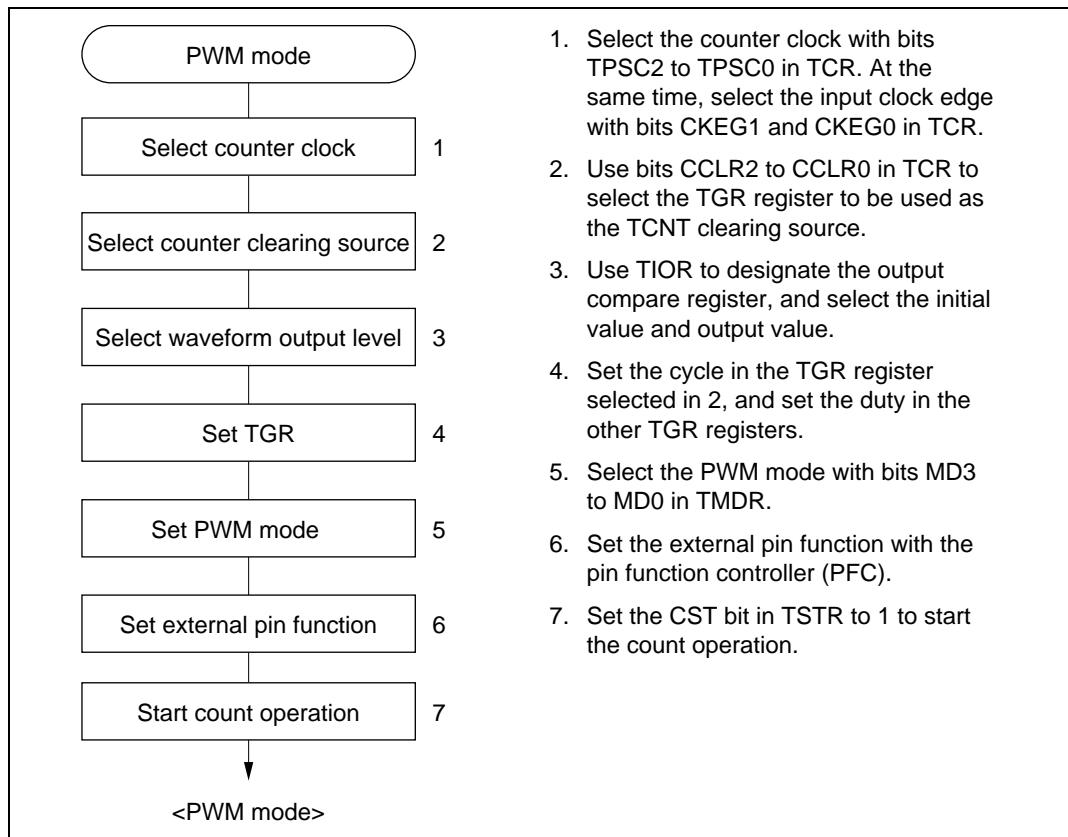 PWM mode
Select counter clock 1
Select counter clearing source 2
Select waveform output level 3
Set TGR 4
Set PWM mode 5
Set external pin function 6
Start count operation 7
<PWM mode>
1. Select the counter clock with bits
TPSC2 to TPSC0 in TCR. At the
same time, select the input clock edge
with bits CKEG1 and CKEG0 in TCR.
2. Use bits CCLR2 to CCLR0 in TCR to
select the TGR register to be used as
the TCNT clearing source.
3. Use TIOR to designate the output
compare register, and select the initial
value and output value.
4. Set the cycle in the TGR register
selected in 2, and set the duty in the
other TGR registers.
5. Select the PWM mode with bits MD3
to MD0 in TMDR.
6. Set the external pin function with the
pin function controller (PFC).
7. Set the CST bit in TSTR to 1 to start
the count operation.